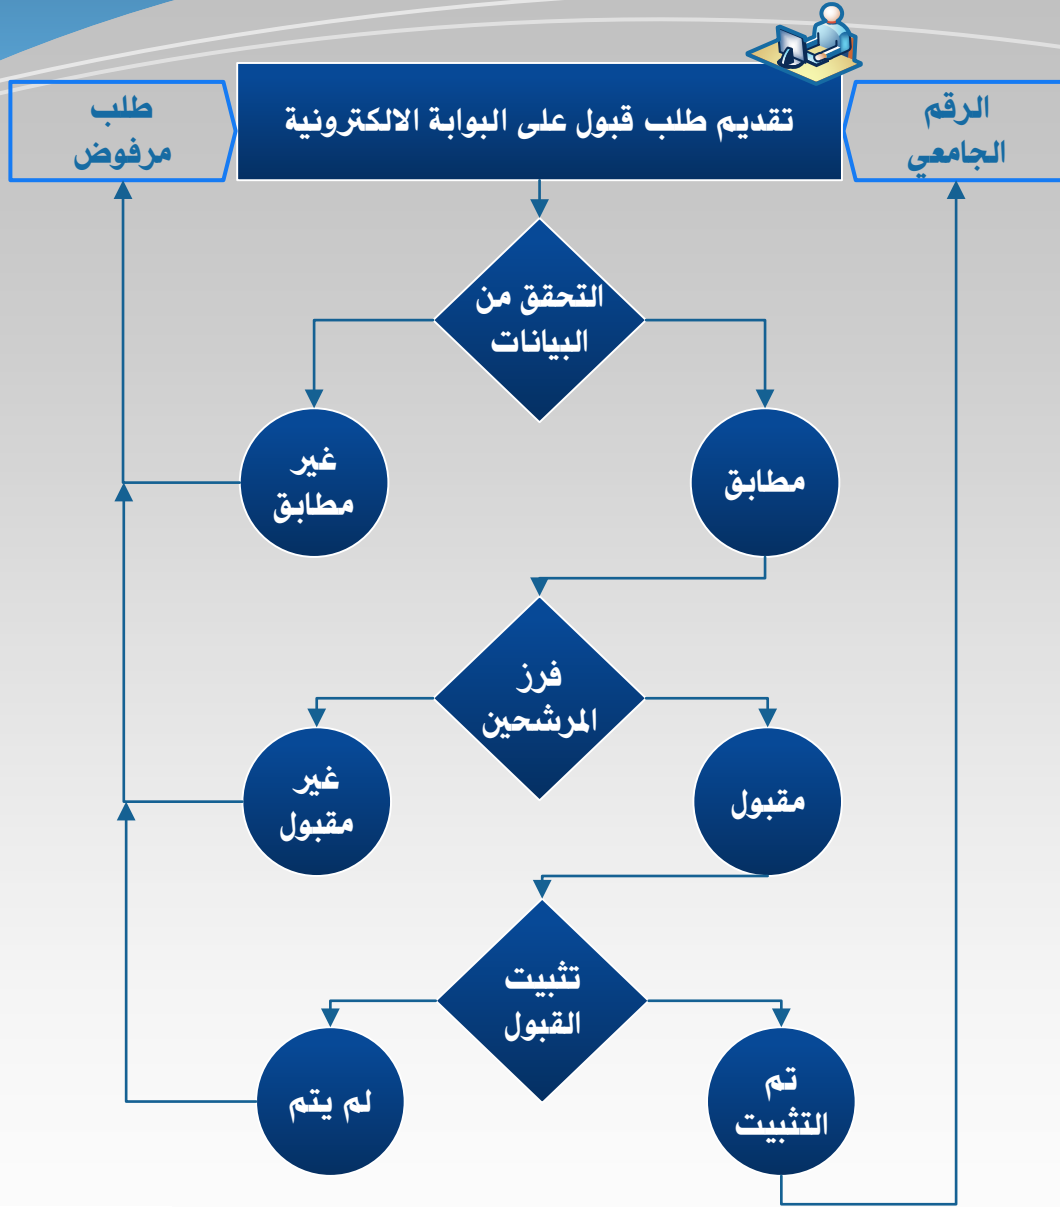 تقديم طلب قبول على البوابة الالكترونية
الرقم
الجامعي
طلب
مرفوض
التحقق من
البيانات
مطابق
غير
مطابق
فرز
المرشحين
مقبول
غير
مقبول
تثبيت
القبول
تم
التثبيت
لم يتم